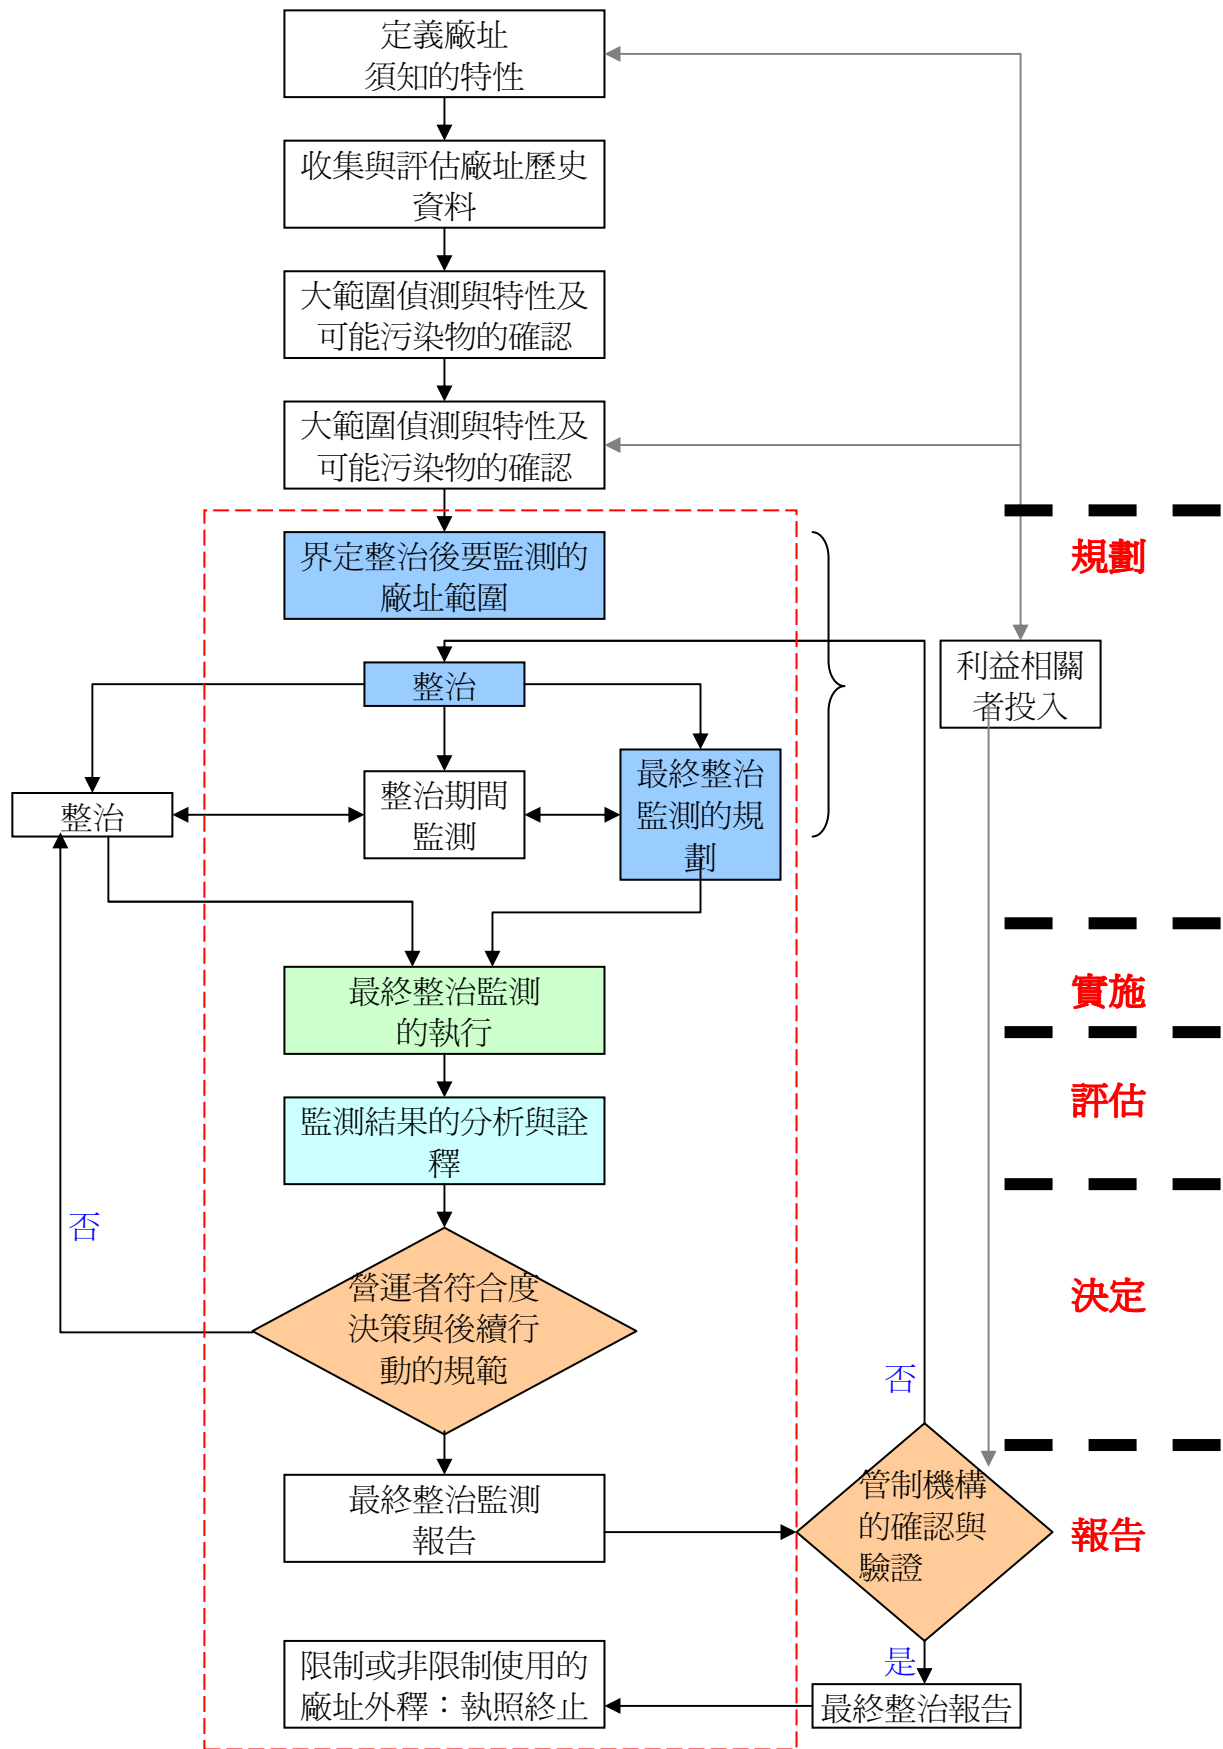 定義廠址
須知的特性
收集與評估廠址歷史
資料
大範圍偵測與特性及
可能污染物的確認
大範圍偵測與特性及
可能污染物的確認
界定整治後要監測的
廠址範圍
規劃
利益相關
者投入
整治
最終整治
監測的規
劃
整治期間
監測
整治
最終整治監測
的執行
實施
監測結果的分析與詮
釋
評估
否
營運者符合度
決策與後續行
動的規範
決定
否
最終整治監測
報告
管制機構
的確認與
驗證
報告
是
限制或非限制使用的
廠址外釋：執照終止
最終整治報告